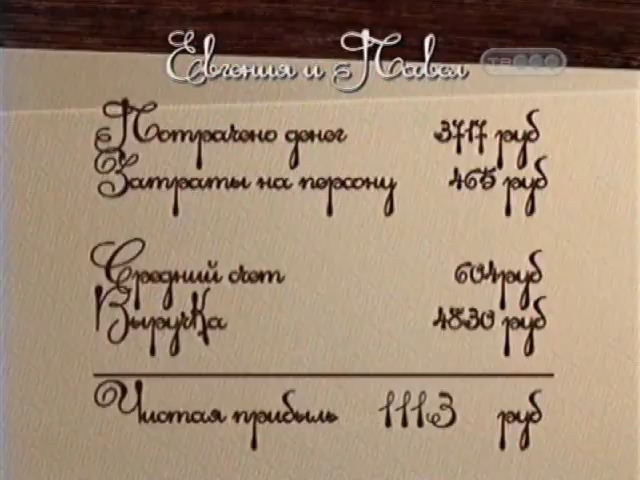 Евгения и Павел
ТВ
Потрачено денег 3717 руб
Затраты на персону 465 руб
Средний счет 604 руб
Выручка 4830 руб
Чистая прибыль 1113 руб